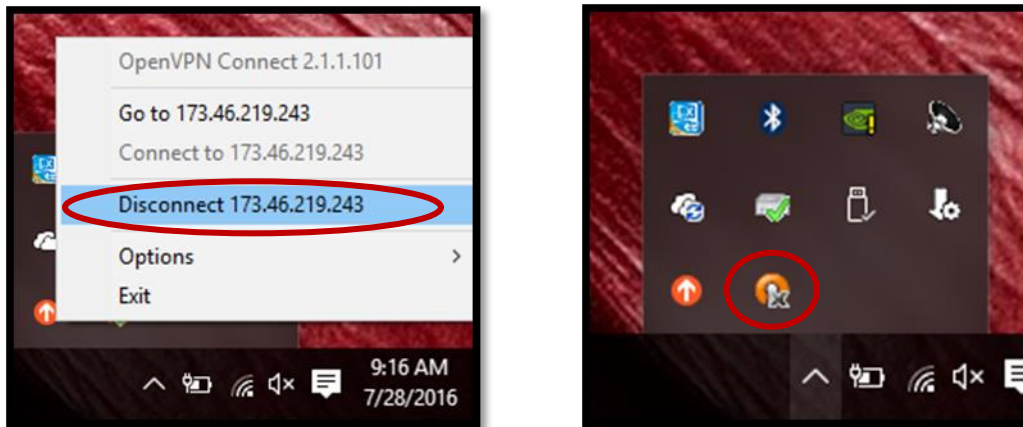 OpenVPN Connect 2.1.1.101
Go to 173.46.219.243
Connect to 173.46.219.243
Disconnect 173.46.219.243
Options
Exit
9:16 AM
7/28/2016